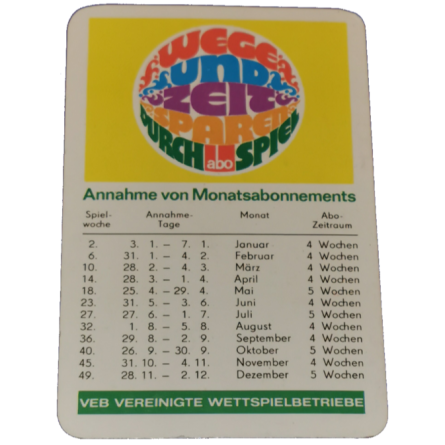 WEGE
UND
ZEIT
SPAREN
DURCH abo SPIEL
Annahme von Monatsabonnements
Spiel-woche Annahme-Tage Monat Abo-Zeitraum
2. 3. 1. – 7. 1. Januar 4 Wochen
6. 31. 1. – 4. 2. Februar 4 Wochen
10. 28. 2. – 4. 3. März 4 Wochen
14. 28. 3. – 1. 4. April 4 Wochen
18. 25. 4. – 29. 4. Mai 5 Wochen
23. 31. 5. – 3. 6. Juni 4 Wochen
27. 27. 6. – 1. 7. Juli 5 Wochen
32. 1. 8. – 5. 8. August 4 Wochen
36. 29. 8. – 2. 9. September 4 Wochen
40. 26. 9. – 30. 9. Oktober 5 Wochen
45. 31. 10. – 4. 11. November 4 Wochen
49. 28. 11. – 2. 12. Dezember 5 Wochen
VEB VEREINIGTE WETTSPIELBETRIEBE